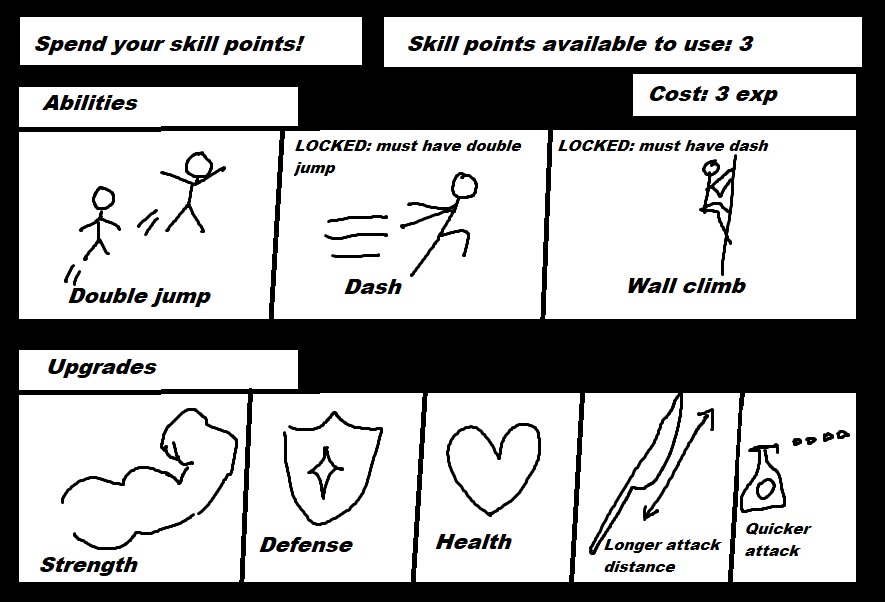 Spend your skill points!
Skill points available to use: 3
Cost: 3 exp
Abilities
LOCKED: must have double
jump
LOCKED: must have dash
Double jump
Dash
Wall climb
Upgrades
Strength
Defense
Health
Longer attack
distance
Quicker
attack